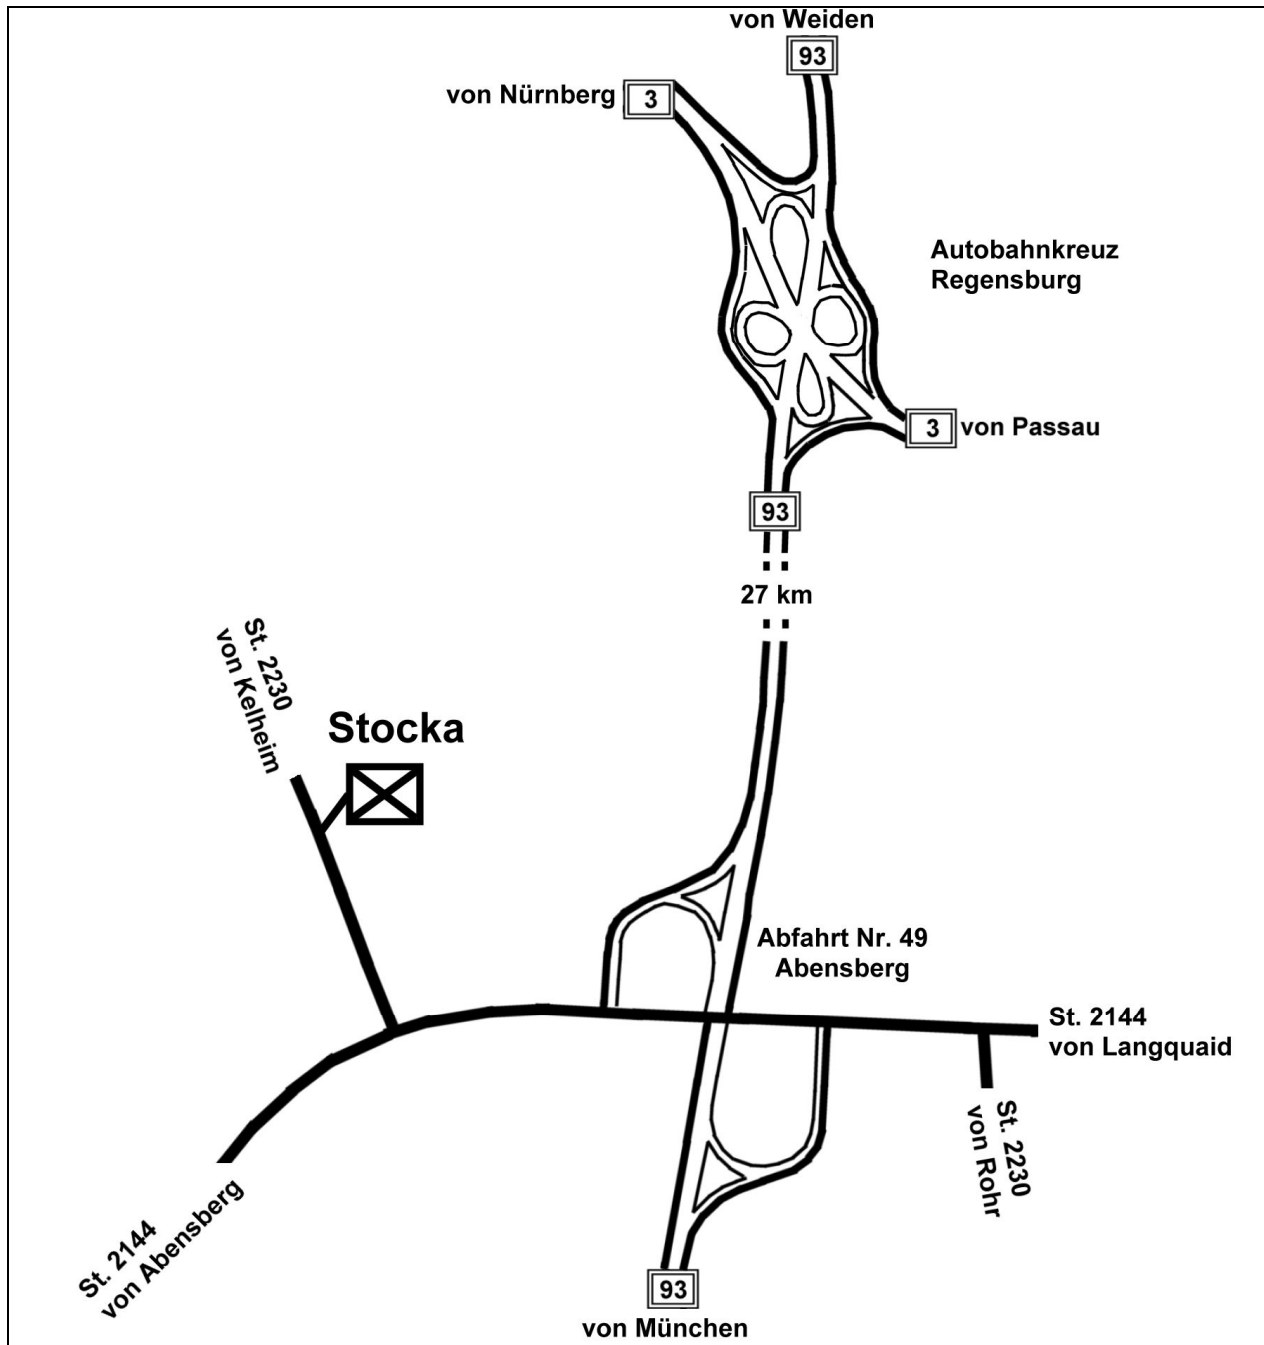 von Weiden
93
von Nürnberg
3
Autobahnkreuz
Regensburg
3
von Passau
93
27 km
St. 2230
von Kelheim
Stocka
Abfahrt Nr. 49
Abensberg
St. 2144
von Langquaid
St. 2230
von Rohr
St. 2144
von Abensberg
93
von München